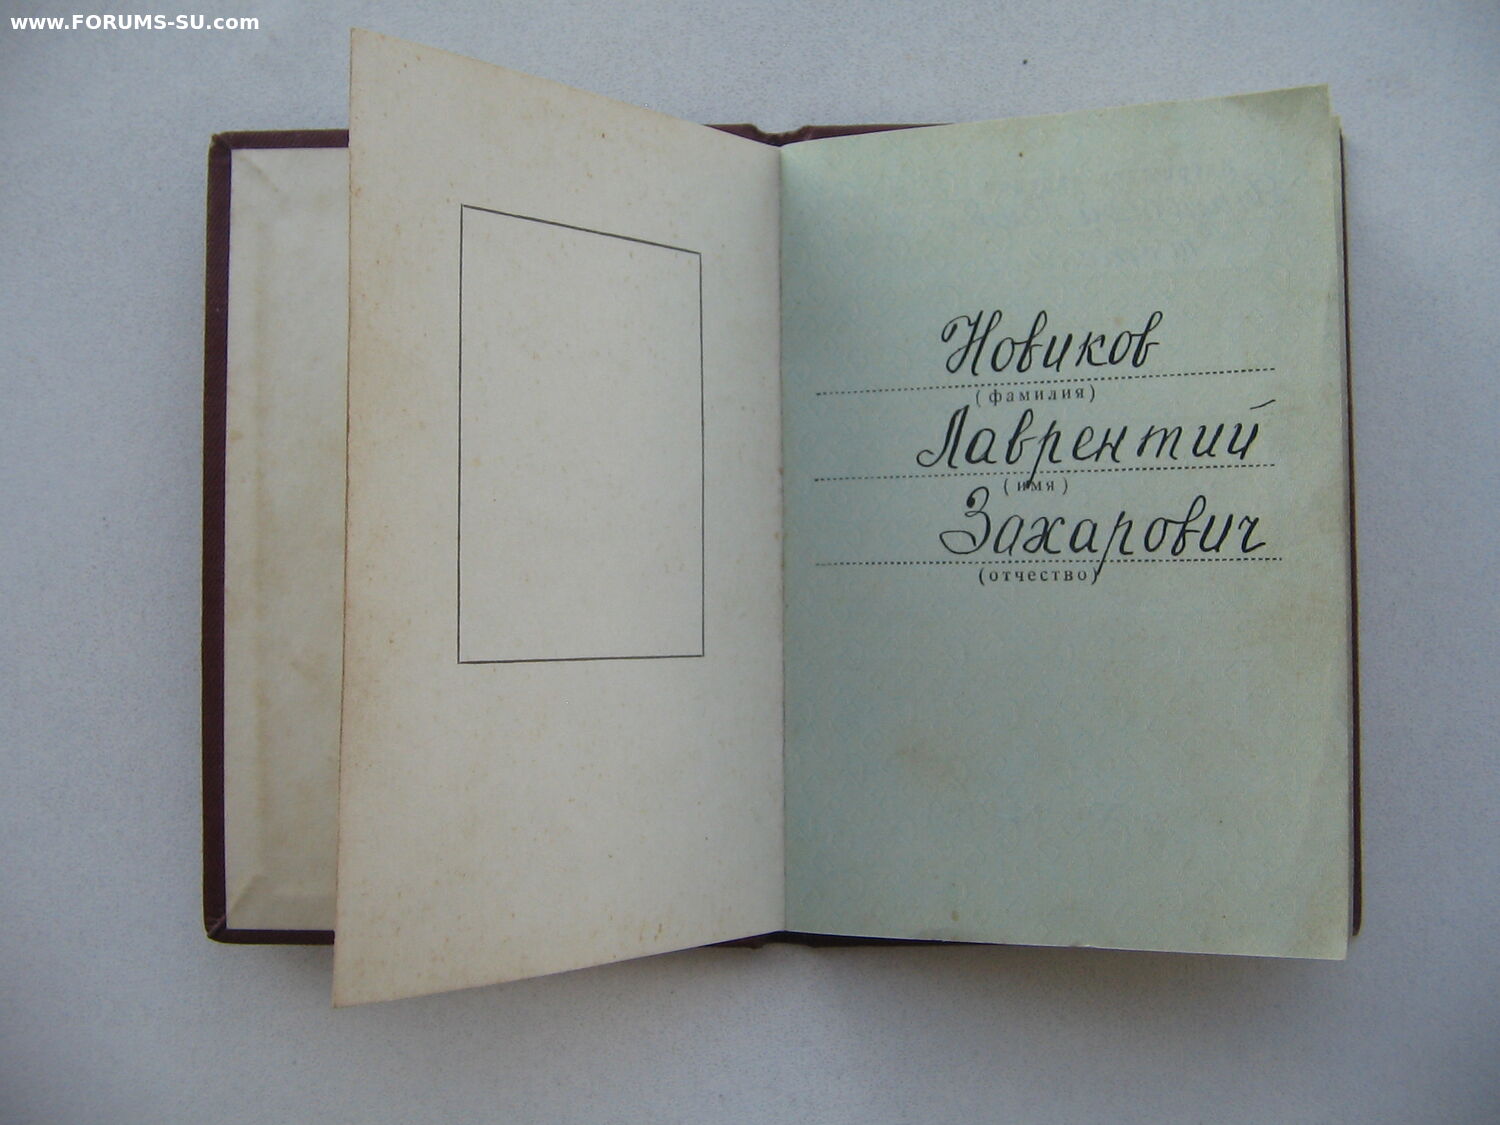 www.FORUMS-SU.com
Новиков
(фамилия)
Лаврентий
(имя)
Захарович
(отчество)